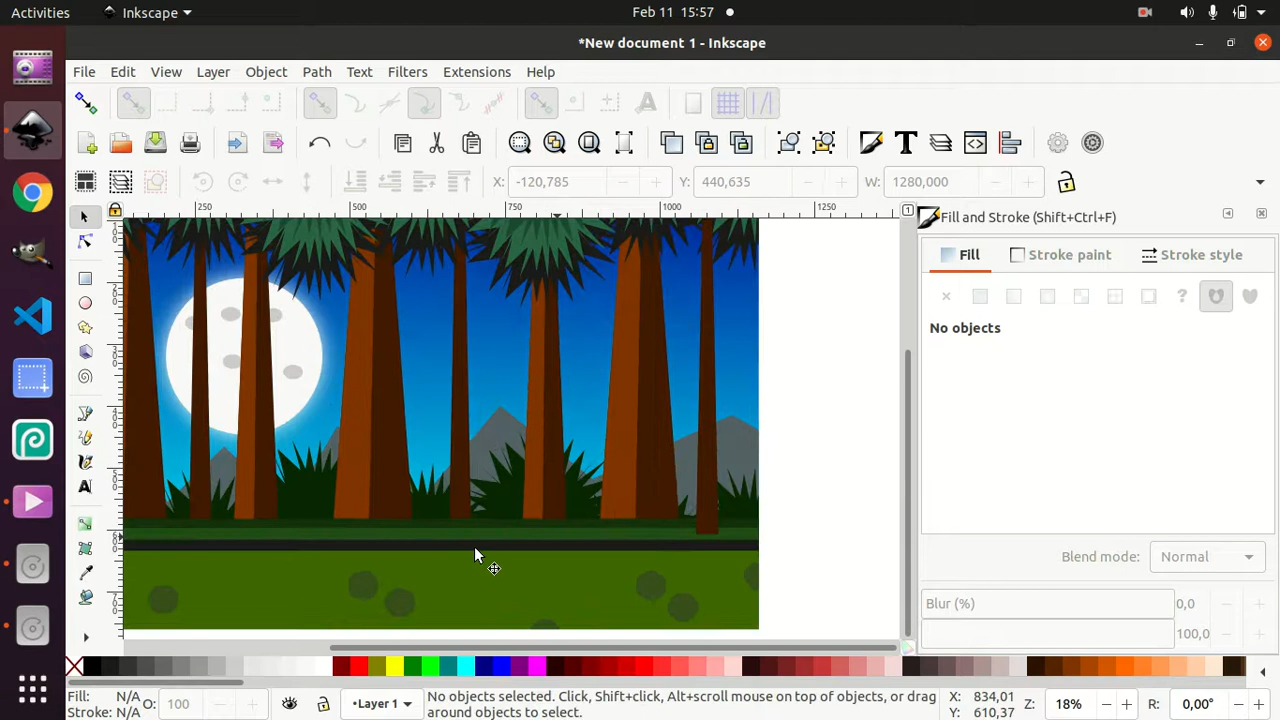 Activities
Inkscape
Feb 11 15:57
*New document 1 - Inkscape
File Edit View Layer Object Path Text Filters Extensions Help
X: -120,785 Y: 440,635 W: 1280,000
250 500 750 1000 1250
1
Fill and Stroke (Shift+Ctrl+F)
Fill Stroke paint Stroke style
No objects
Blend mode: Normal
Blur (%) 0,0
100,0
Fill: N/A O: 100
Stroke: N/A
•Layer 1
No objects selected. Click, Shift+click, Alt+scroll mouse on top of objects, or drag
around objects to select.
X: 834,01
Y: 610,37
Z: 18%
R: 0,00°